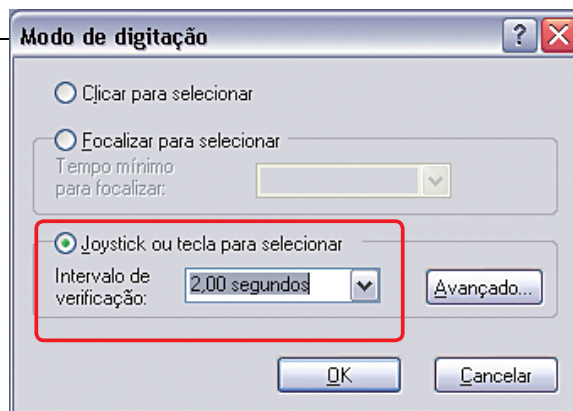 Modo de digitação
Clicar para selecionar
Focalizar para selecionar
Tempo mínimo
para focalizar:
Joystick ou tecla para selecionar
Intervalo de
verificação:
2,00 segundos
Avançado...
OK
Cancelar